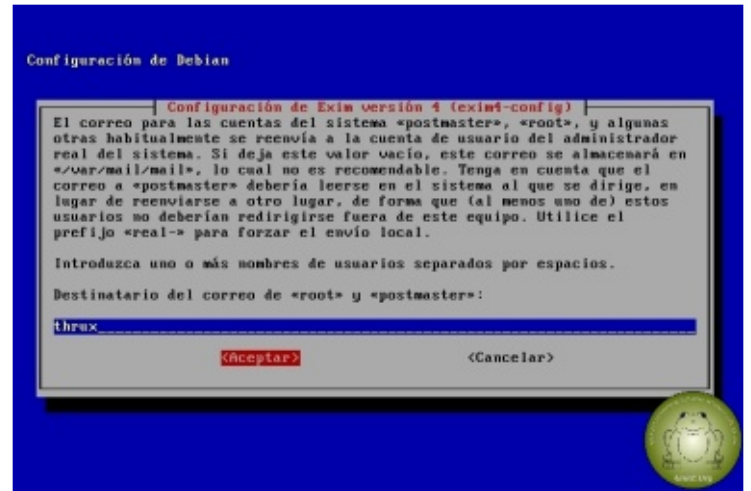 Configuración de Debian
Configuración de Exim versión 4 (exim4-config)
El correo para las cuentas del sistema «postmaster», «root», y algunas
otras habitualmente se reenvía a la cuenta de usuario del administrador
real del sistema. Si deja este valor vacío, este correo se almacenará en
«/var/mail/mail», lo cual no es recomendable. Tenga en cuenta que el
correo a «postmaster» debería leerse en el sistema al que se dirige, en
lugar de reenviarse a otro lugar, de forma que (al menos uno de) estos
usuarios no deberían redirigirse fuera de este equipo. Utilice el
prefijo «real-» para forzar el envío local.
Introduzca uno o más nombres de usuarios separados por espacios.
Destinatario del correo de «root» y «postmaster»:
thrux
<Aceptar> <Cancelar>